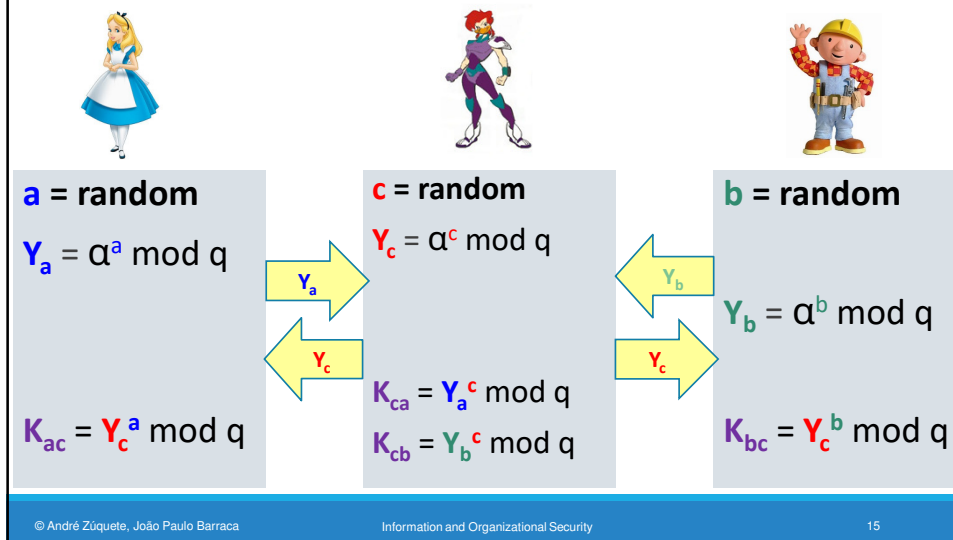 a = random
Yₐ = αᵃ mod q
Kₐc = Ycᵃ mod q
Yₐ
Yc
c = random
Yc = αᶜ mod q
Kcₐ = Yₐᶜ mod q
Kcb = Ybᶜ mod q
Yb
Yc
b = random
Yb = αᵇ mod q
Kbc = Ycᵇ mod q
© André Zúquete, João Paulo Barraca Information and Organizational Security 15